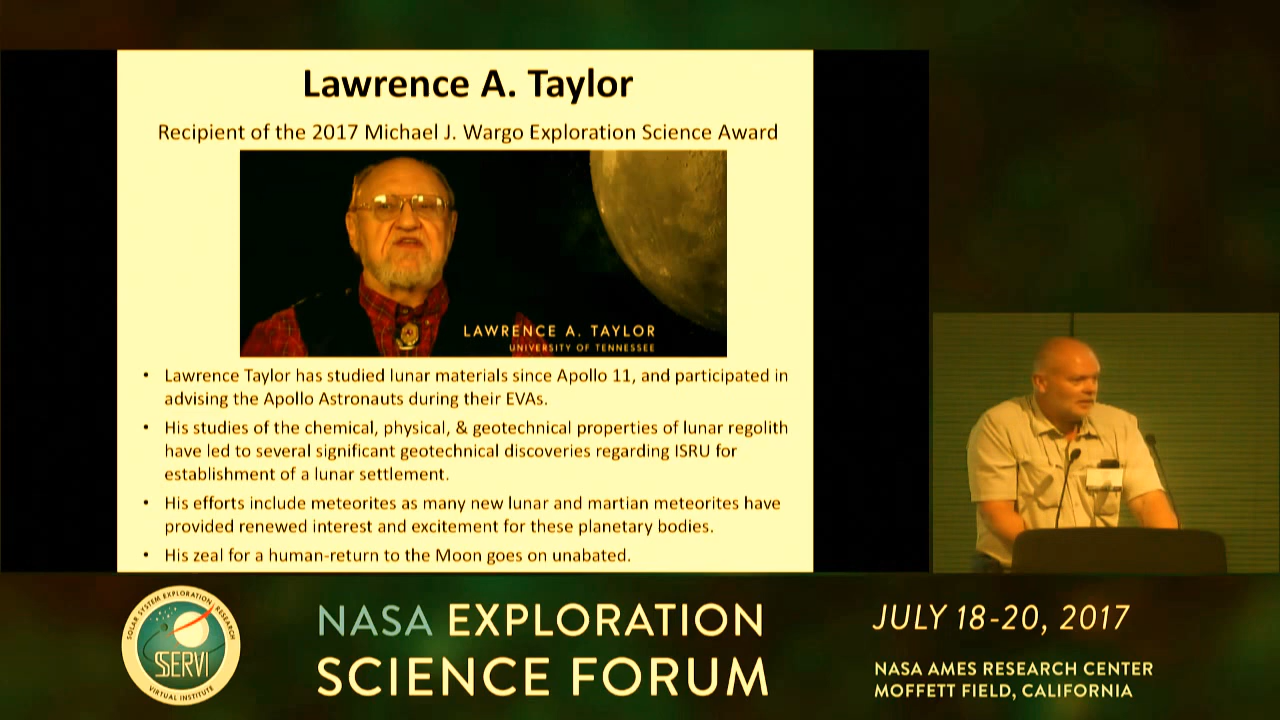 Lawrence A. Taylor
Recipient of the 2017 Michael J. Wargo Exploration Science Award
LAWRENCE A. TAYLOR
UNIVERSITY OF TENNESSEE
• Lawrence Taylor has studied lunar materials since Apollo 11, and participated in
advising the Apollo Astronauts during their EVAs.
• His studies of the chemical, physical, & geotechnical properties of lunar regolith
have led to several significant geotechnical discoveries regarding ISRU for
establishment of a lunar settlement.
• His efforts include meteorites as many new lunar and martian meteorites have
provided renewed interest and excitement for these planetary bodies.
• His zeal for a human-return to the Moon goes on unabated.
SOLAR SYSTEM EXPLORATION RESEARCH
SSERVI
VIRTUAL INSTITUTE
NASA EXPLORATION
SCIENCE FORUM
JULY 18-20, 2017
NASA AMES RESEARCH CENTER
MOFFETT FIELD, CALIFORNIA